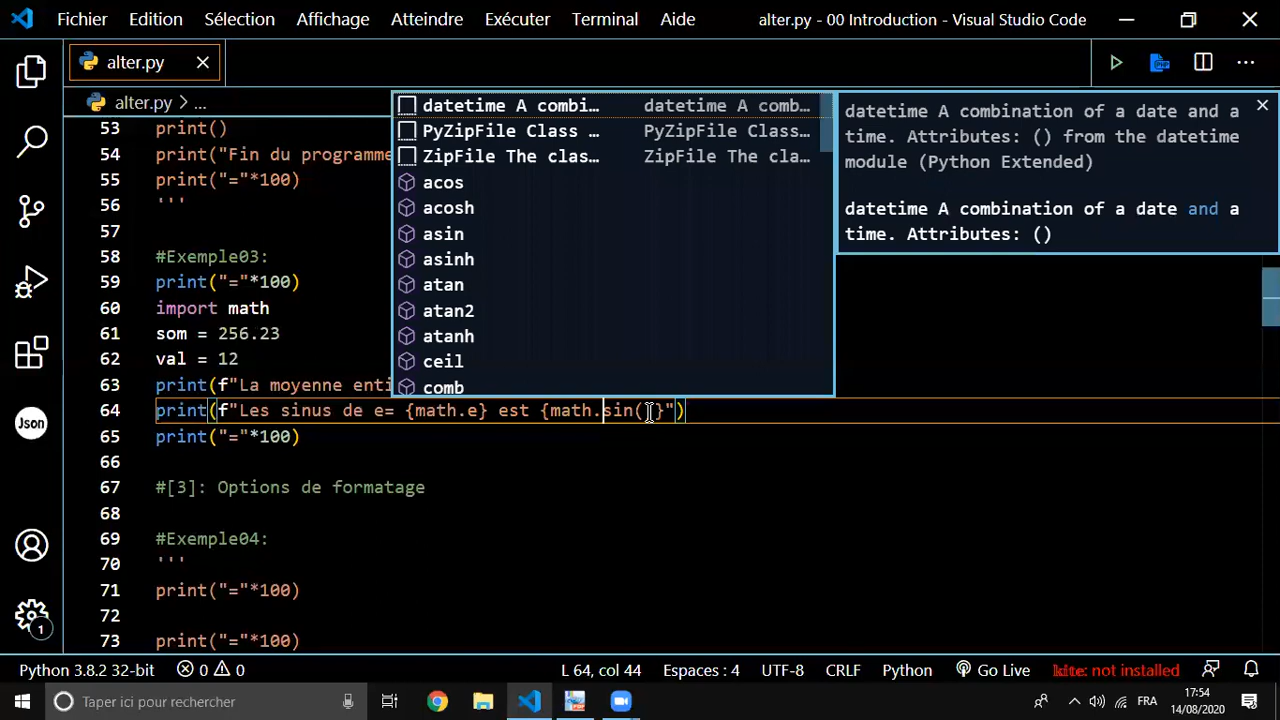 Fichier Edition Sélection Affichage Atteindre Exécuter Terminal Aide alter.py - 00 Introduction - Visual Studio Code
alter.py
alter.py > ...
53 print()
54 print("Fin du programme
55 print("="*100)
56 '''
57
58 #Exemple03:
59 print("="*100)
60 import math
61 som = 256.23
62 val = 12
63 print(f"La moyenne enti
64 print(f"Les sinus de e= {math.e} est {math.sin()}")
65 print("="*100)
66
67 #[3]: Options de formatage
68
69 #Exemple04:
70 '''
71 print("="*100)
72
73 print("="*100)
datetime A combi... datetime A comb...
PyZipFile Class ... PyZipFile Class...
ZipFile The clas... ZipFile The cla...
acos
acosh
asin
asinh
atan
atan2
atanh
ceil
comb
datetime A combination of a date and a
time. Attributes: () from the datetime
module (Python Extended)
datetime A combination of a date and a
time. Attributes: ()
Json
1
Python 3.8.2 32-bit 0 0 L 64, col 44 Espaces : 4 UTF-8 CRLF Python Go Live kite: not installed
Taper ici pour rechercher
FRA
17:54
14/08/2020